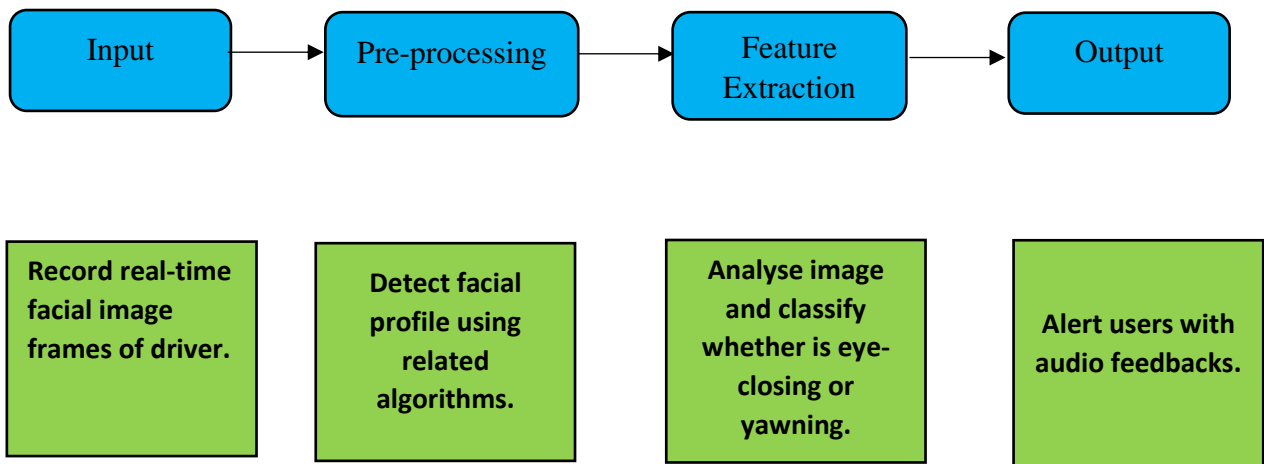 Input
Pre-processing
Feature
Extraction
Output
Record real-time
facial image
frames of driver.
Detect facial
profile using
related
algorithms.
Analyse image
and classify
whether is eye-
closing or
yawning.
Alert users with
audio feedbacks.